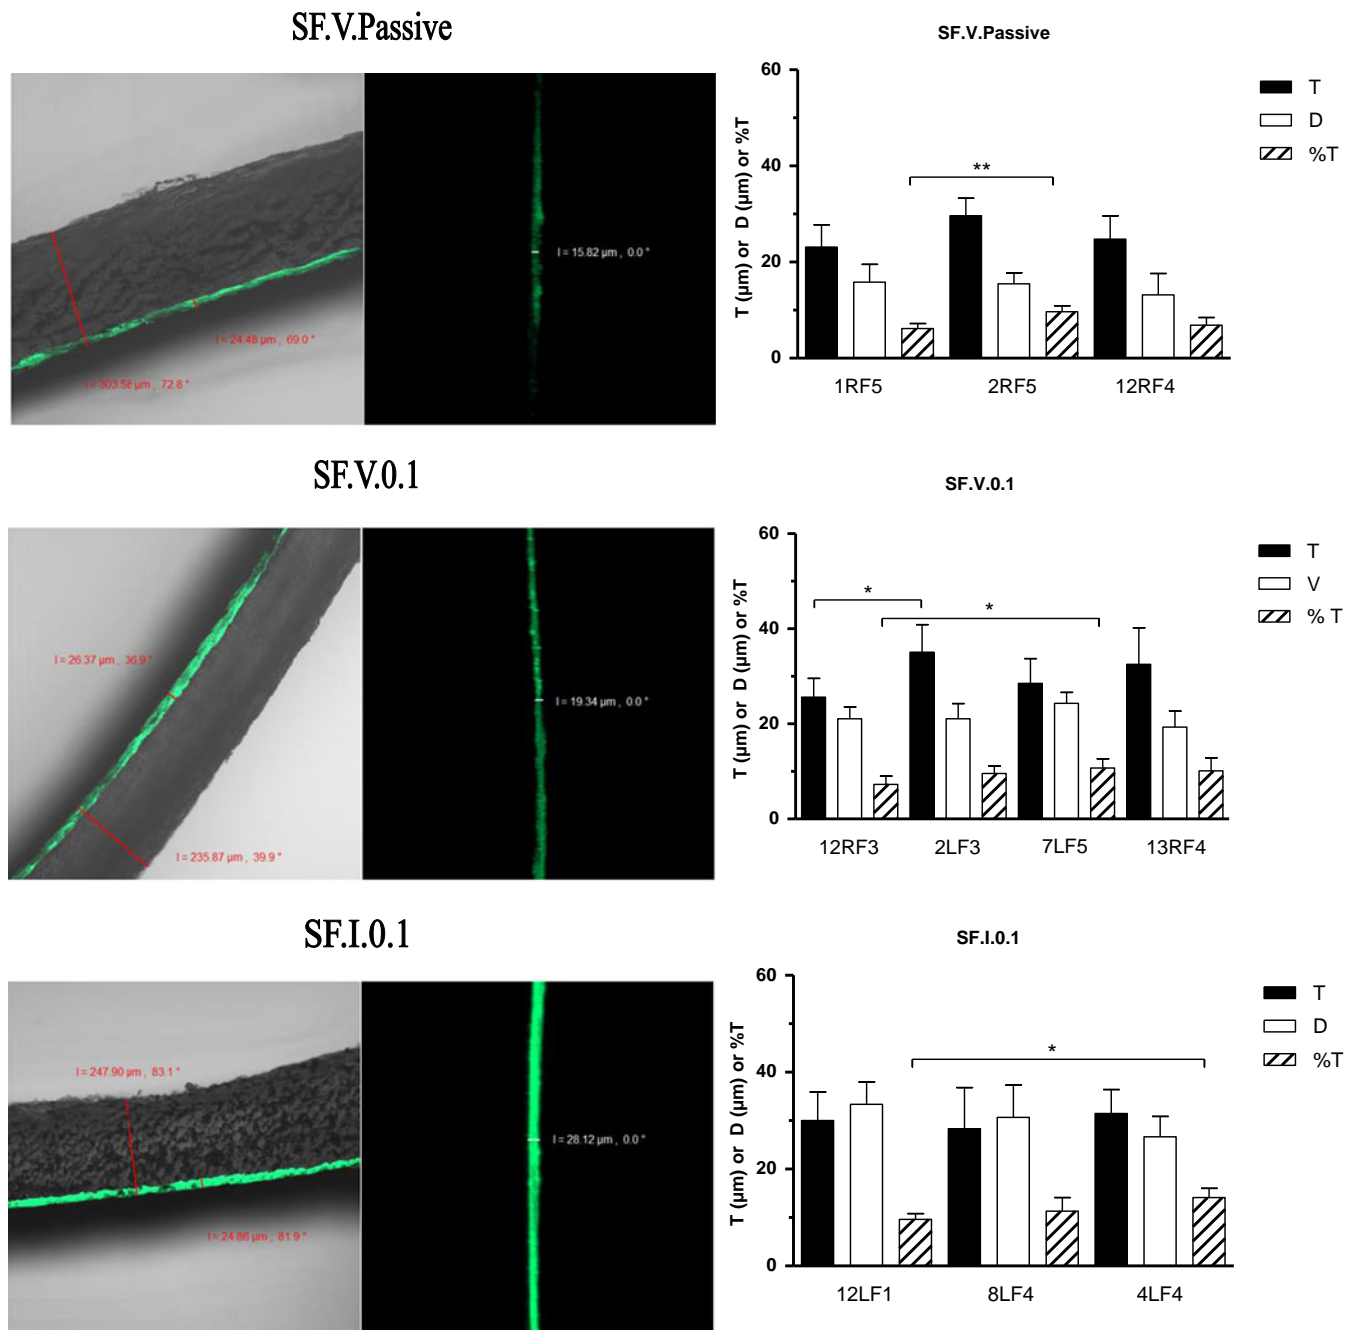 SF.V.Passive
l = 24.48 µm , 69.0 °
l = 303.58 µm , 72.8 °
l = 15.82 µm , 0.0 °
SF.V.Passive
T (µm) or D (µm) or %T
60
40
20
0
**
1RF5 2RF5 12RF4
T
D
%T
SF.V.0.1
l = 26.37 µm , 36.9 °
l = 235.87 µm , 39.9 °
l = 19.34 µm , 0.0 °
SF.V.0.1
T (µm) or D (µm) or %T
60
40
20
0
*
*
12RF3 2LF3 7LF5 13RF4
T
V
% T
SF.I.0.1
l = 247.90 µm , 83.1 °
l = 24.86 µm , 81.9 °
l = 28.12 µm , 0.0 °
SF.I.0.1
T (µm) or D (µm) or %T
60
40
20
0
*
12LF1 8LF4 4LF4
T
D
%T